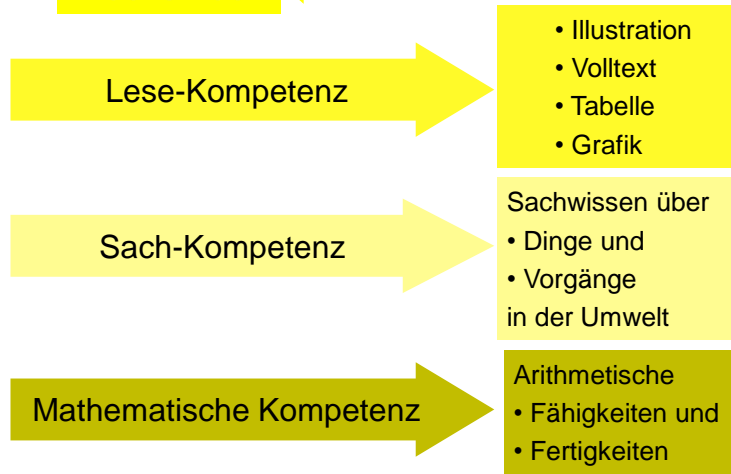 Lese-Kompetenz
• Illustration
• Volltext
• Tabelle
• Grafik
Sach-Kompetenz
Sachwissen über
• Dinge und
• Vorgänge
in der Umwelt
Mathematische Kompetenz
Arithmetische
• Fähigkeiten und
• Fertigkeiten